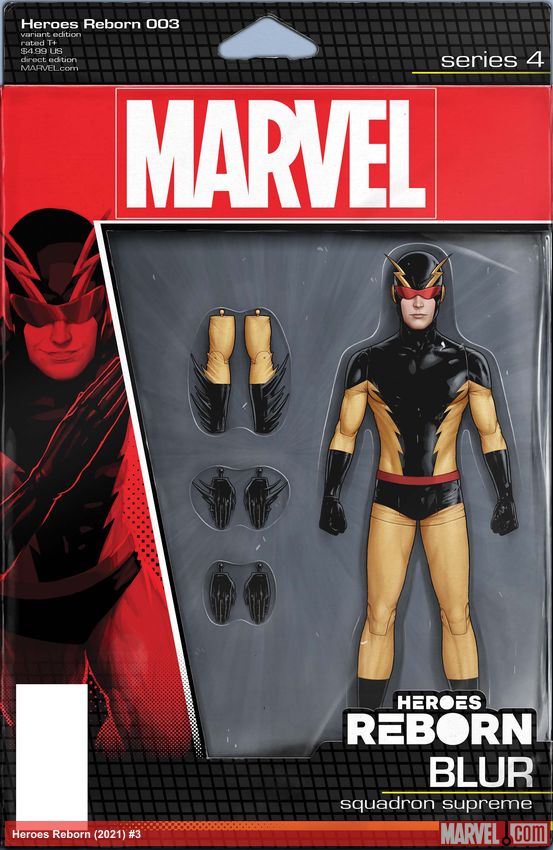 Heroes Reborn 003
variant edition
rated T+
$4.99 US
direct edition
MARVEL.com
series 4
MARVEL
HEROES
REBORN
BLUR
squadron supreme
Heroes Reborn (2021) #3
MARVEL.com